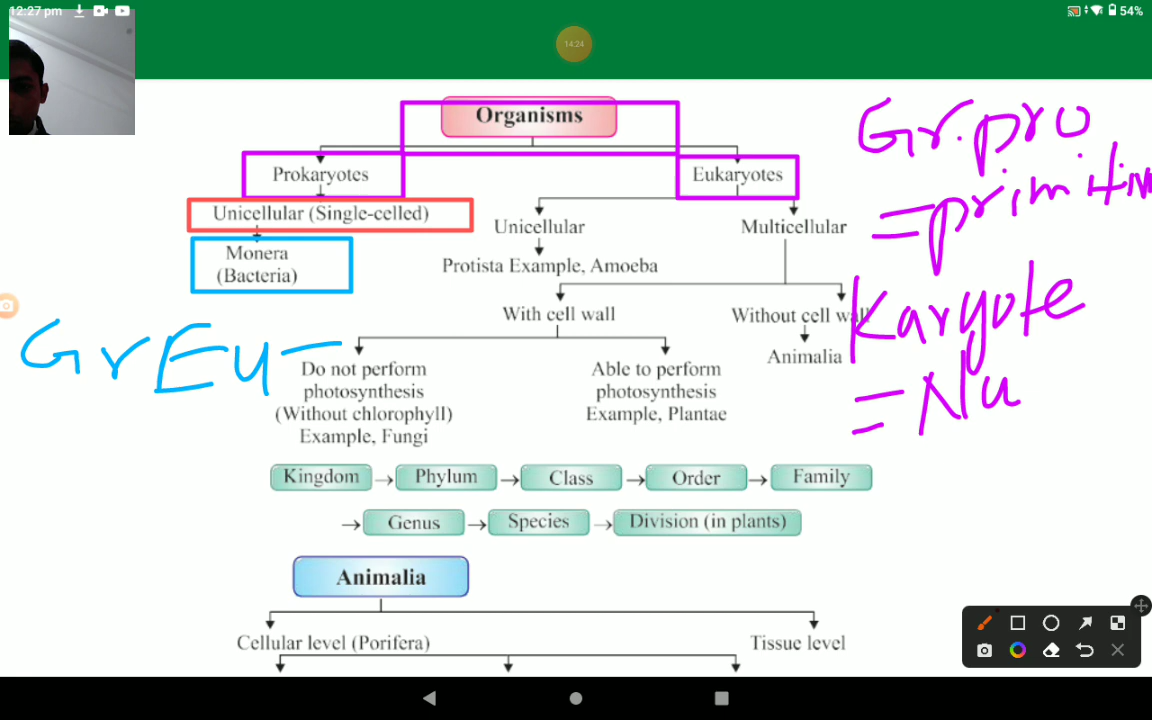 12:27 pm
54%
14:24
Organisms
Prokaryotes
Eukaryotes
Unicellular (Single-celled)
Unicellular
Multicellular
Monera
(Bacteria)
Protista Example, Amoeba
With cell wall
Without cell wall
Animalia
Do not perform
photosynthesis
(Without chlorophyll)
Example, Fungi
Able to perform
photosynthesis
Example, Plantae
Gr.pro
=primitiv
Karyote
=Nu
GrEu-
Kingdom → Phylum → Class → Order → Family
→ Genus → Species → Division (in plants)
Animalia
Cellular level (Porifera)
Tissue level